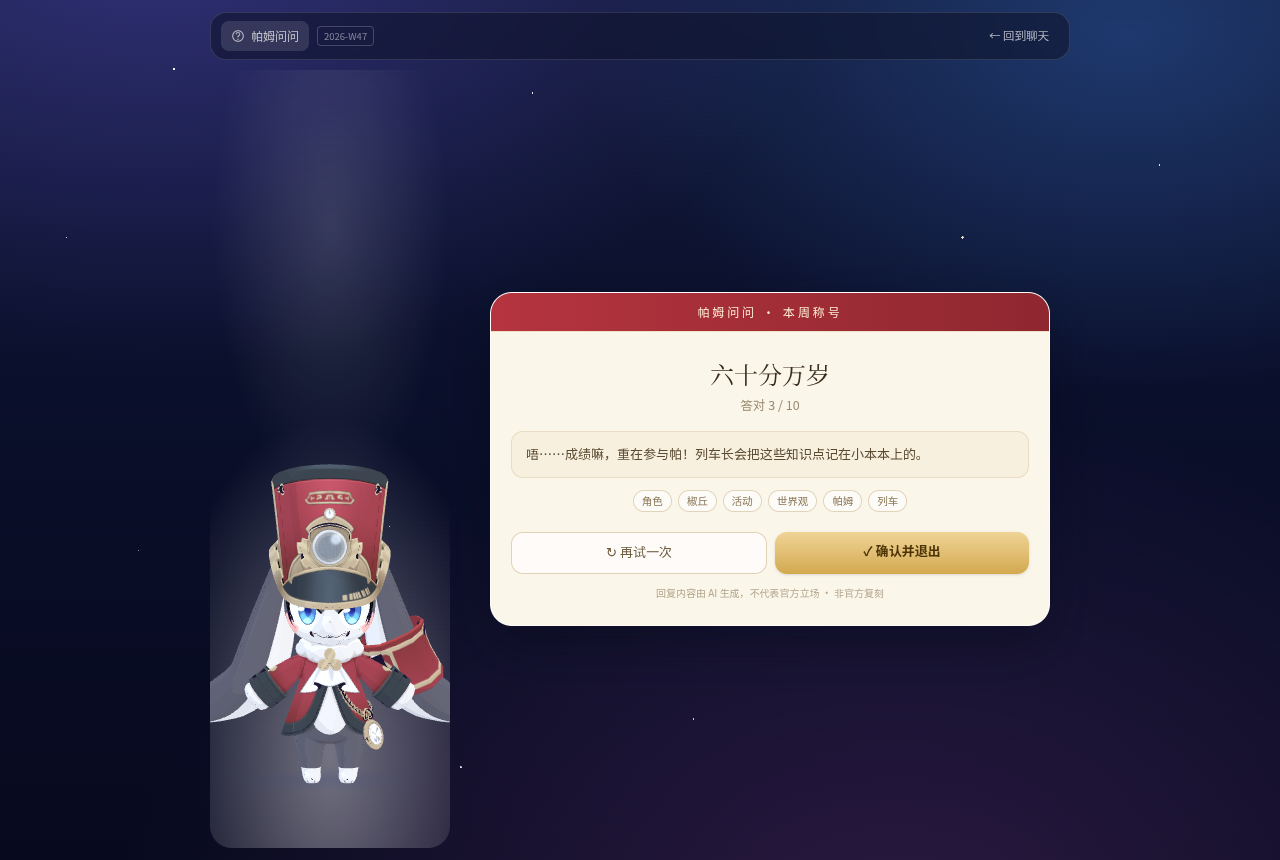 帕姆问问
2026-W47
← 回到聊天
帕姆问问 · 本周称号
六十分万岁
答对 3 / 10
唔……成绩嘛，重在参与帕！列车长会把这些知识点记在小本本上的。
角色
椒丘
活动
世界观
帕姆
列车
↻ 再试一次
✓ 确认并退出
回复内容由 AI 生成，不代表官方立场 · 非官方复刻